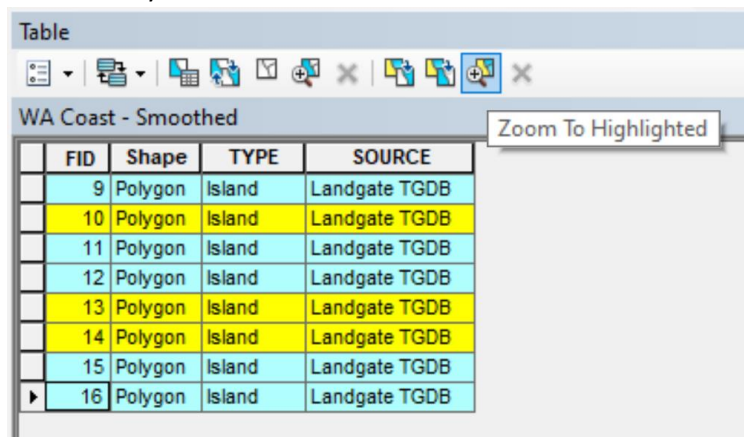 Table
WA Coast - Smoothed
Zoom To Highlighted
FID Shape TYPE SOURCE
9 Polygon Island Landgate TGDB
10 Polygon Island Landgate TGDB
11 Polygon Island Landgate TGDB
12 Polygon Island Landgate TGDB
13 Polygon Island Landgate TGDB
14 Polygon Island Landgate TGDB
15 Polygon Island Landgate TGDB
16 Polygon Island Landgate TGDB